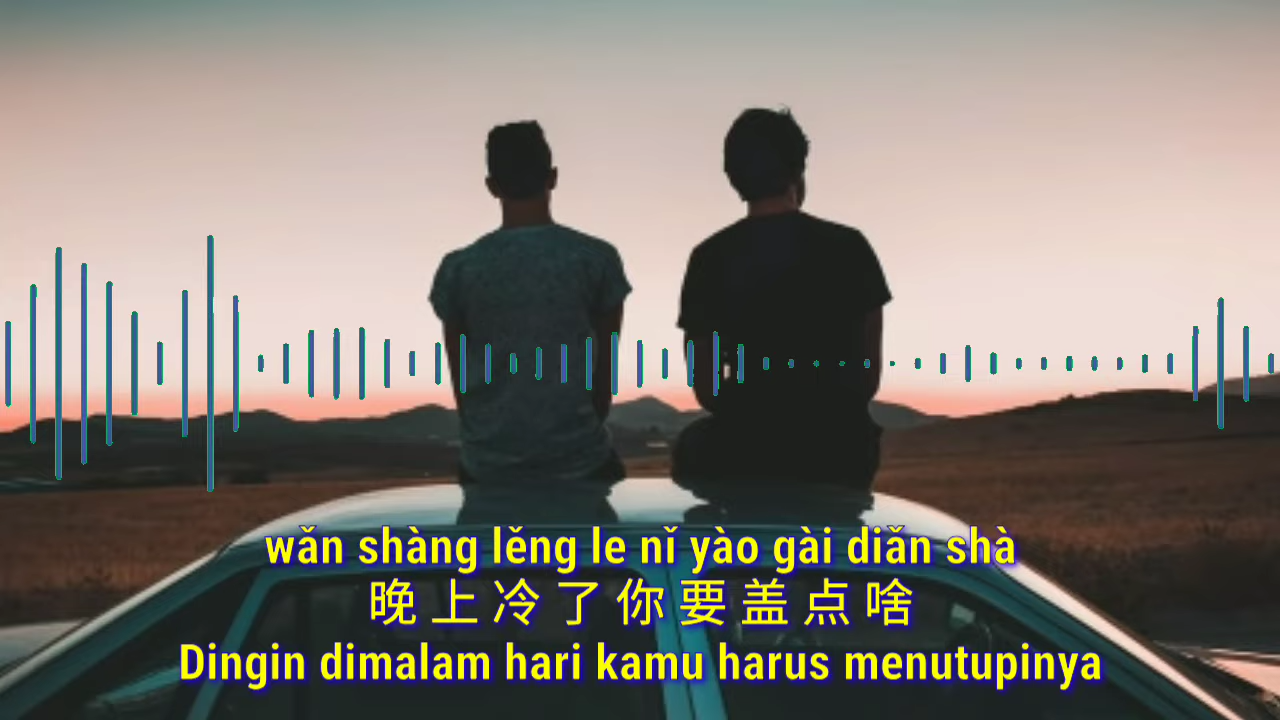 wǎn shàng lěng le nǐ yào gài diǎn shà
晚上冷了你要盖点啥
Dingin dimalam hari kamu harus menutupinya